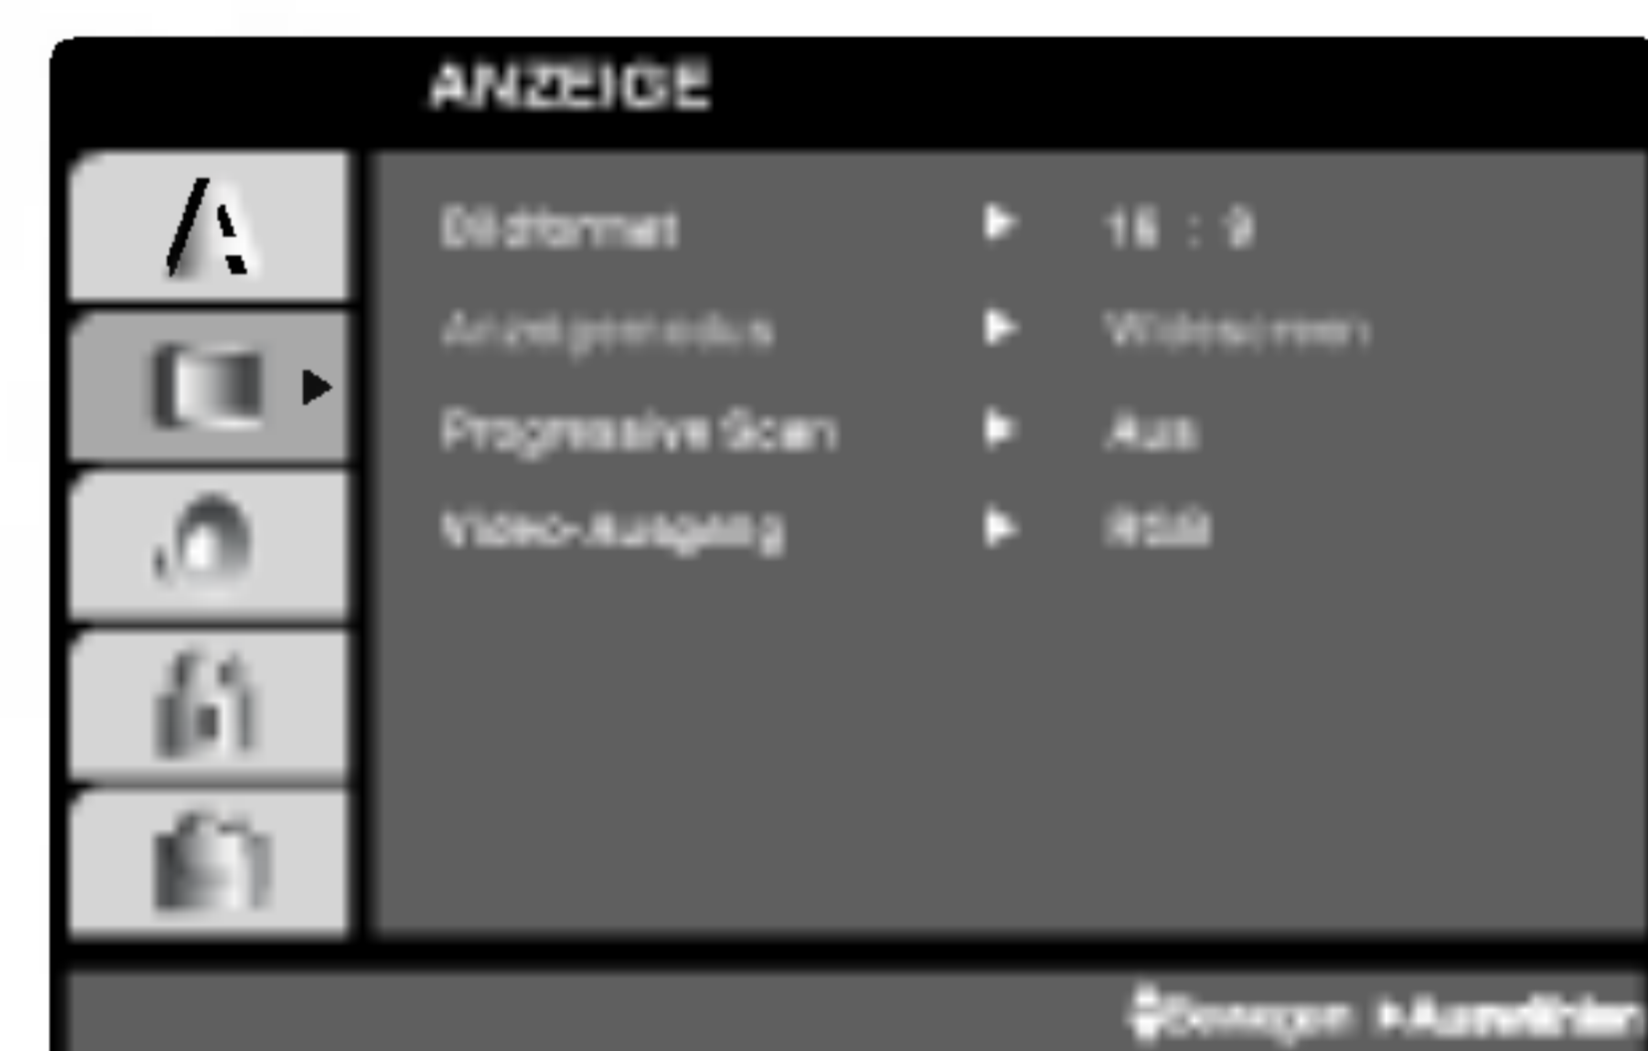 ANZEIGE
Bildformat ► 16 : 9
Anzeigemodus ► Widescreen
Progressive Scan ► Aus
Video-Ausgang ► RGB
Bewegen ►Auswählen